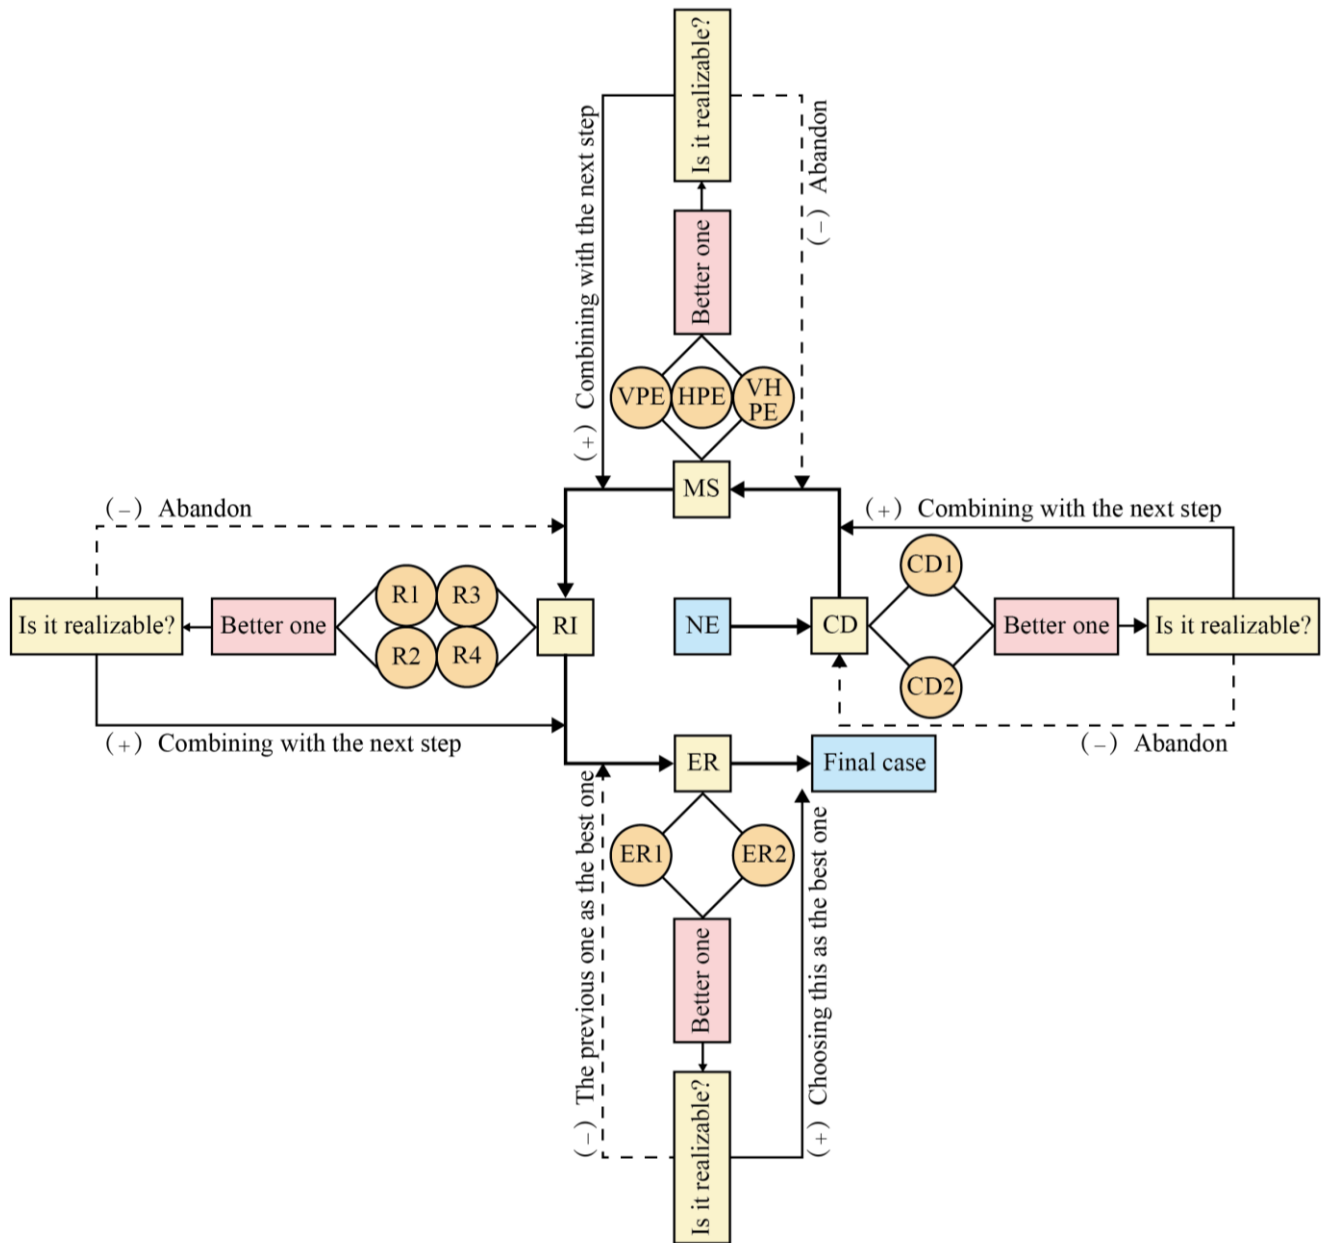 Is it realizable?
(+) Combining with the next step
(−) Abandon
Better one
VPE
HPE
VH
PE
MS
(−) Abandon
(+) Combining with the next step
CD1
R1
R3
Is it realizable?
Better one
RI
NE
CD
Better one
Is it realizable?
R2
R4
CD2
(+) Combining with the next step
(−) Abandon
ER
Final case
(−) The previous one as the best one
ER1
ER2
(+) Choosing this as the best one
Better one
Is it realizable?